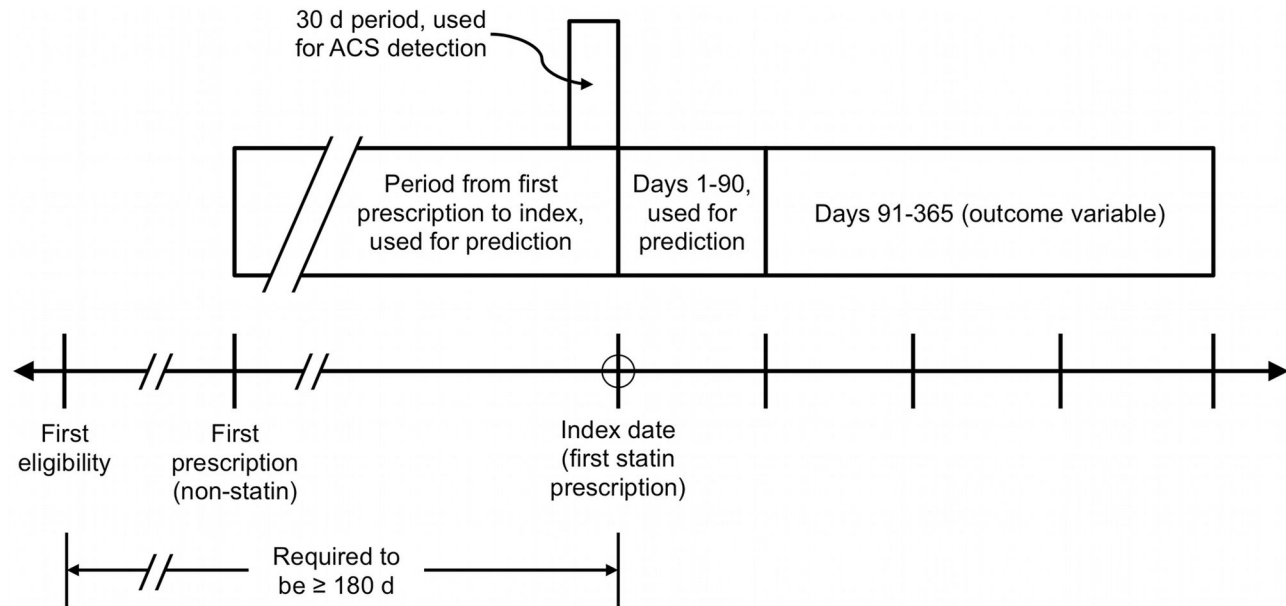 30 d period, used
for ACS detection
Period from first
prescription to index,
used for prediction
Days 1-90,
used for
prediction
Days 91-365 (outcome variable)
First
eligibility
First
prescription
(non-statin)
Index date
(first statin
prescription)
Required to
be ≥ 180 d